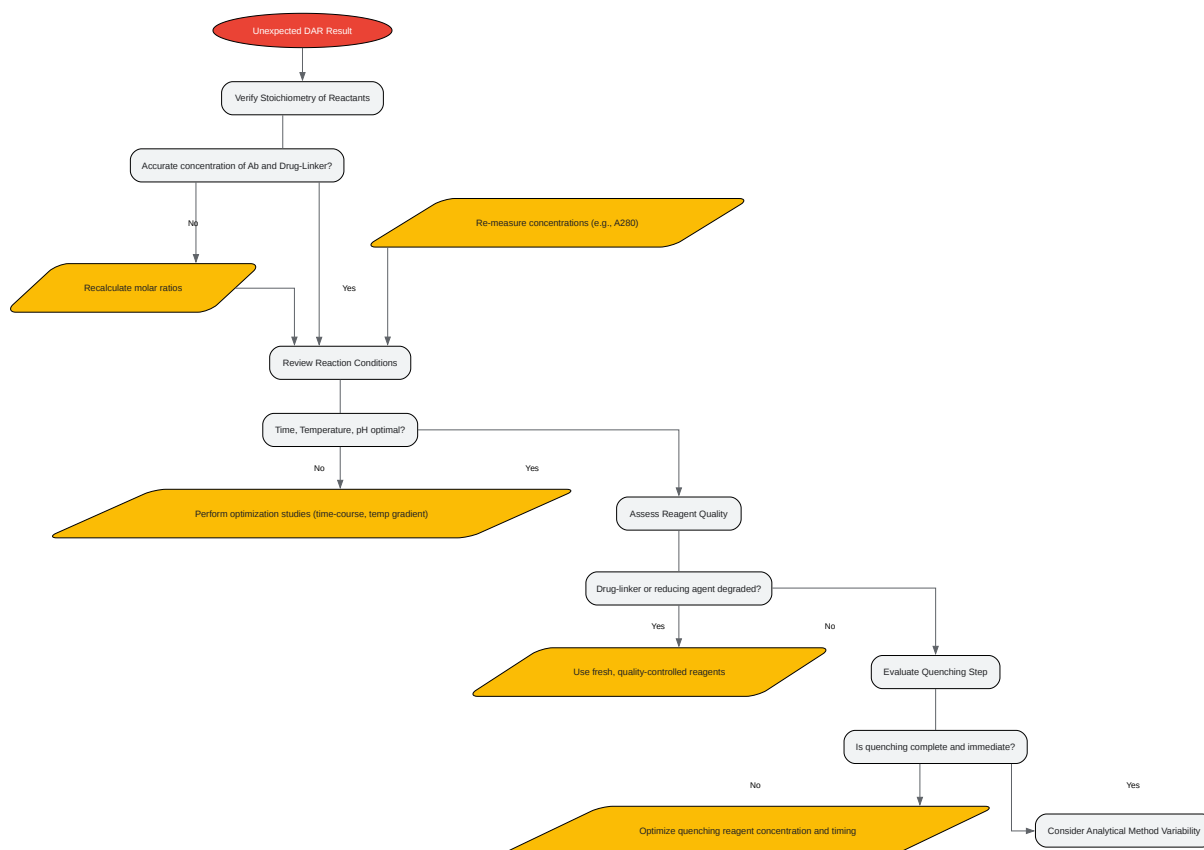 Unexpected DAR Result
Verify Stoichiometry of Reactants
Accurate concentration of Ab and Drug-Linker?
No
Re-measure concentrations (e.g., A280)
Recalculate molar ratios
Yes
Review Reaction Conditions
Time, Temperature, pH optimal?
No
Yes
Perform optimization studies (time-course, temp gradient)
Assess Reagent Quality
Drug-linker or reducing agent degraded?
Yes
No
Use fresh, quality-controlled reagents
Evaluate Quenching Step
Is quenching complete and immediate?
No
Yes
Optimize quenching reagent concentration and timing
Consider Analytical Method Variability